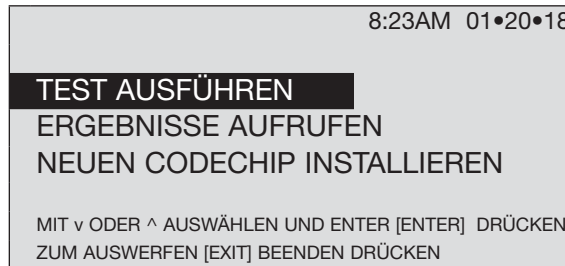 8:23AM 01•20•18
TEST AUSFÜHREN
ERGEBNISSE AUFRUFEN
NEUEN CODECHIP INSTALLIEREN
MIT v ODER ^ AUSWÄHLEN UND ENTER [ENTER] DRÜCKEN
ZUM AUSWERFEN [EXIT] BEENDEN DRÜCKEN